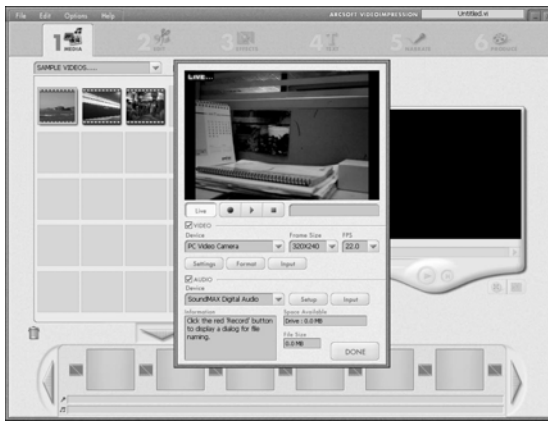 File Edit Options Help ARCSOFT VIDEOIMPRESSION Untitled.vi
1 MEDIA 2 EDIT 3 EFFECTS 4 TEXT 5 NARRATE 6 PRODUCE
SAMPLE VIDEOS.....
LIVE...
Live
VIDEO
Device Frame Size FPS
PC Video Camera 320X240 22.0
Settings Format Input
AUDIO
Device
SoundMAX Digital Audio Setup Input
Information Space Available
Click the red 'Record' button Drive : 0.0 MB
to display a dialog for file
naming. File Size
0.0 MB
DONE